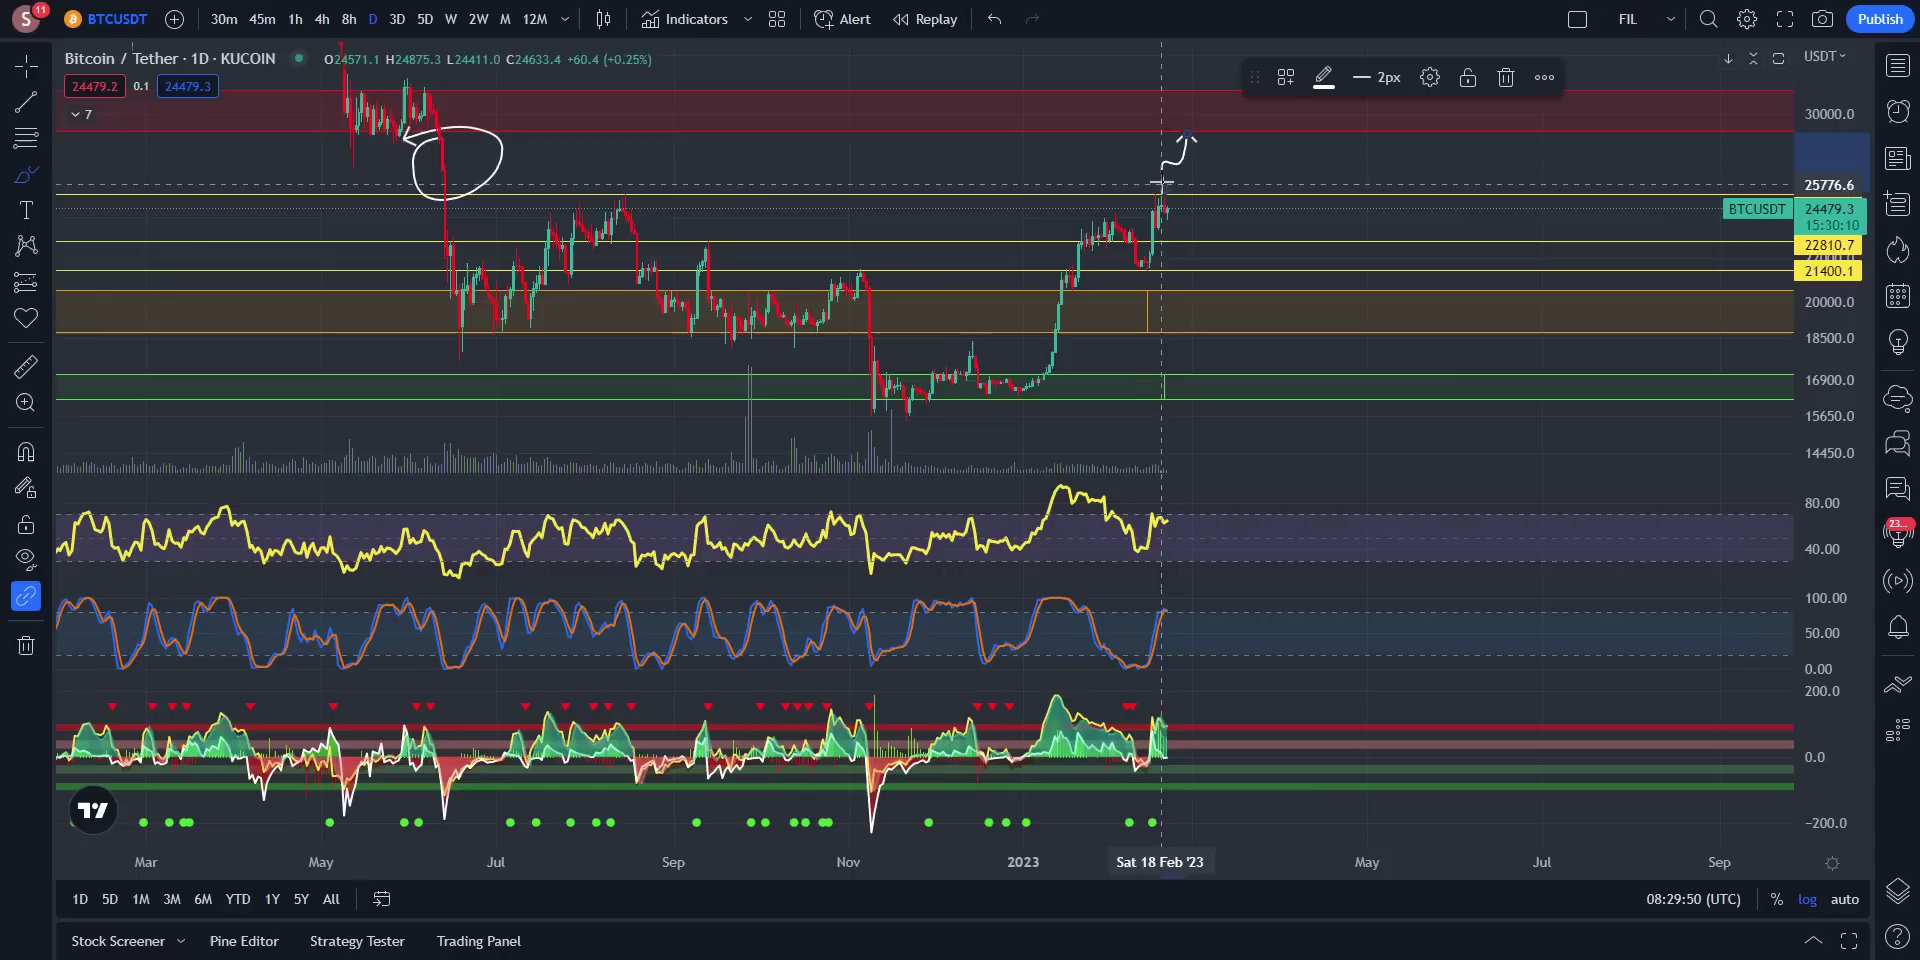 S 11 BTCUSDT 30m 45m 1h 4h 8h D 3D 5D W 2W M 12M Indicators Alert Replay FIL Publish
Bitcoin / Tether · 1D · KUCOIN O24571.1 H24875.3 L24411.0 C24633.4 +60.4 (+0.25%) USDT
24479.2 0.1 24479.3 2px
7
30000.0
25776.6
BTCUSDT 24479.3
15:30:10
22810.7
21400.1
20000.0
18500.0
16900.0
15650.0
14450.0
80.00
23...
40.00
100.00
50.00
0.00
200.0
0.0
−200.0
Mar May Jul Sep Nov 2023 Sat 18 Feb '23 May Jul Sep
1D 5D 1M 3M 6M YTD 1Y 5Y All 08:29:50 (UTC) % log auto
Stock Screener Pine Editor Strategy Tester Trading Panel